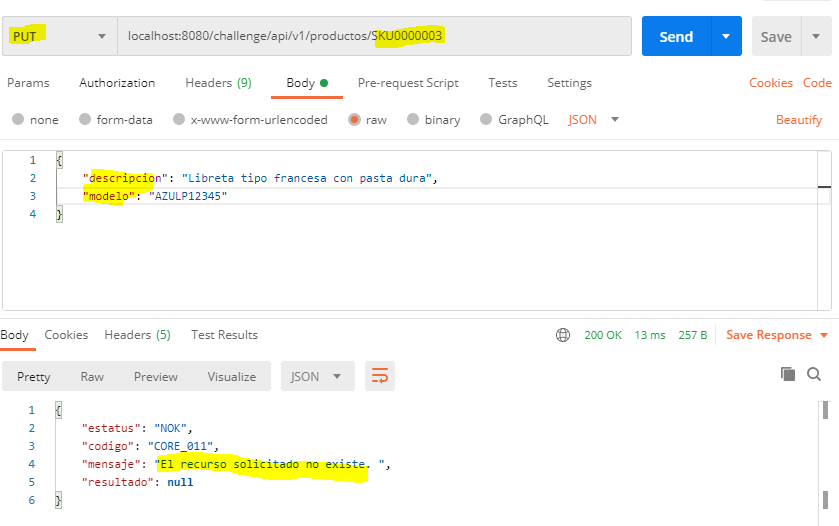 PUT localhost:8080/challenge/api/v1/productos/SKU0000003 Send Save
Params Authorization Headers (9) Body Pre-request Script Tests Settings Cookies Code
none form-data x-www-form-urlencoded raw binary GraphQL JSON Beautify
1 {
2 "descripcion": "Libreta tipo francesa con pasta dura",
3 "modelo": "AZULP12345"
4 }
Body Cookies Headers (5) Test Results 200 OK 13 ms 257 B Save Response
Pretty Raw Preview Visualize JSON
1 {
2 "estatus": "NOK",
3 "codigo": "CORE_011",
4 "mensaje": "El recurso solicitado no existe. ",
5 "resultado": null
6 }